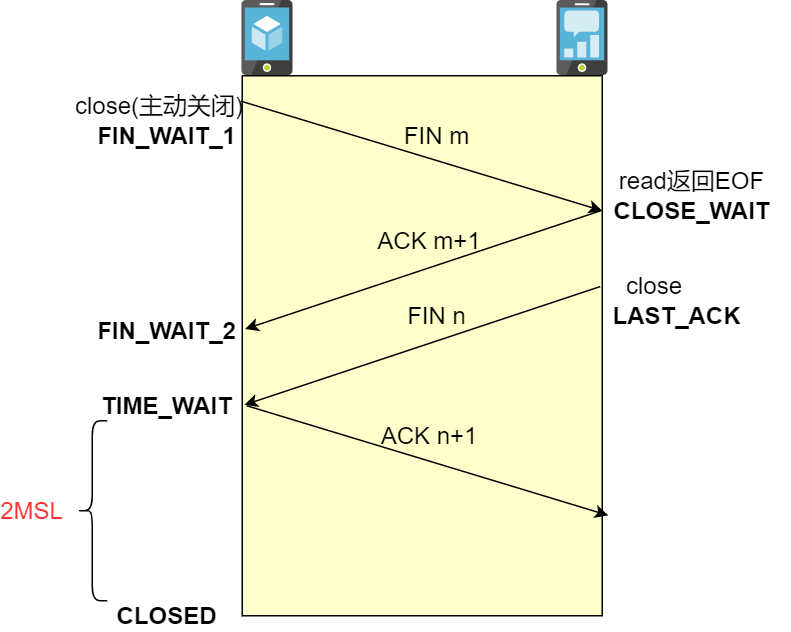 close(主动关闭)
FIN_WAIT_1
FIN m
read返回EOF
CLOSE_WAIT
ACK m+1
close
FIN n
LAST_ACK
FIN_WAIT_2
TIME_WAIT
ACK n+1
2MSL
CLOSED